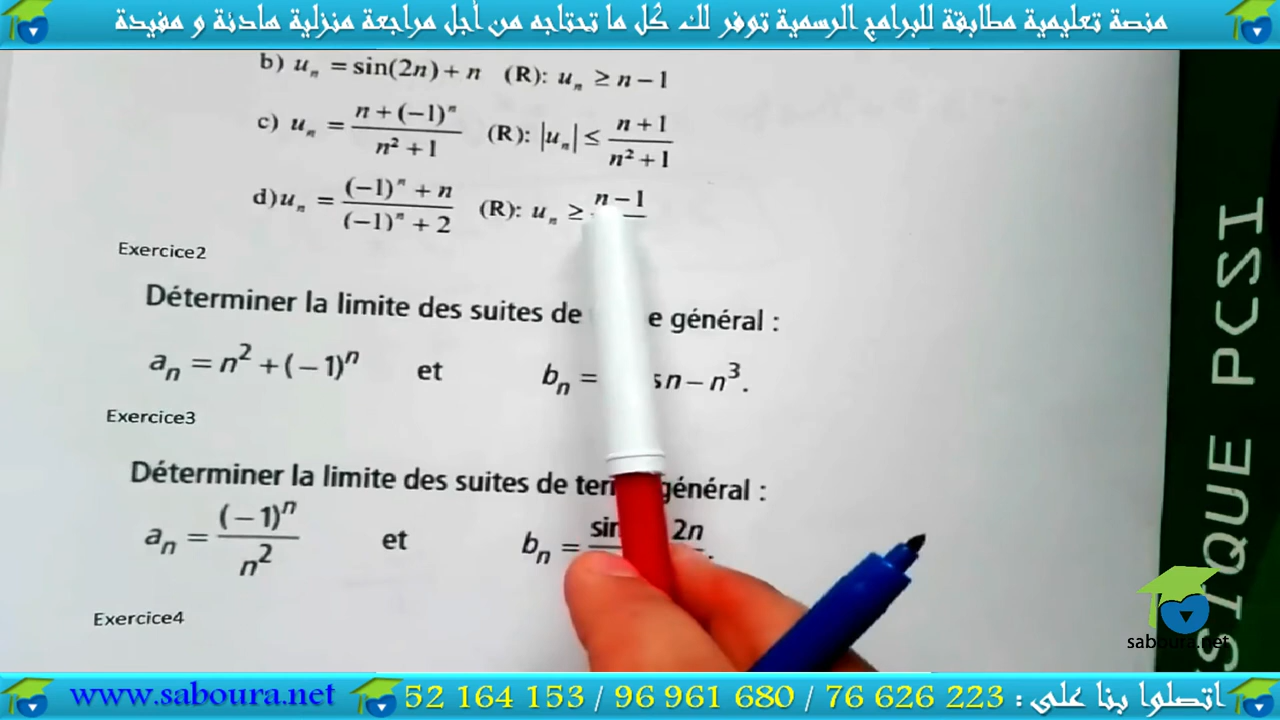 منصة تعليمية مطابقة للبرامج الرسمية توفر لك كل ما تحتاجه من أجل مراجعة منزلية هادئة و مفيدة
b) uₙ = sin(2n) + n (R): uₙ ≥ n − 1
c) uₙ = (n + (−1)ⁿ) / (n² + 1) (R): |uₙ| ≤ (n + 1) / (n² + 1)
d) uₙ = ((−1)ⁿ + n) / ((−1)ⁿ + 2) (R): uₙ ≥ n − 1
Exercice2
Déterminer la limite des suites de général :
aₙ = n² + (−1)ⁿ et bₙ = n − n³.
Exercice3
Déterminer la limite des suites de général :
aₙ = (−1)ⁿ / n² et bₙ = sin 2n
Exercice4
SIQUE PCSI
saboura.net
www.saboura.net 52 164 153 / 96 961 680 / 76 626 223 : اتصلوا بنا على